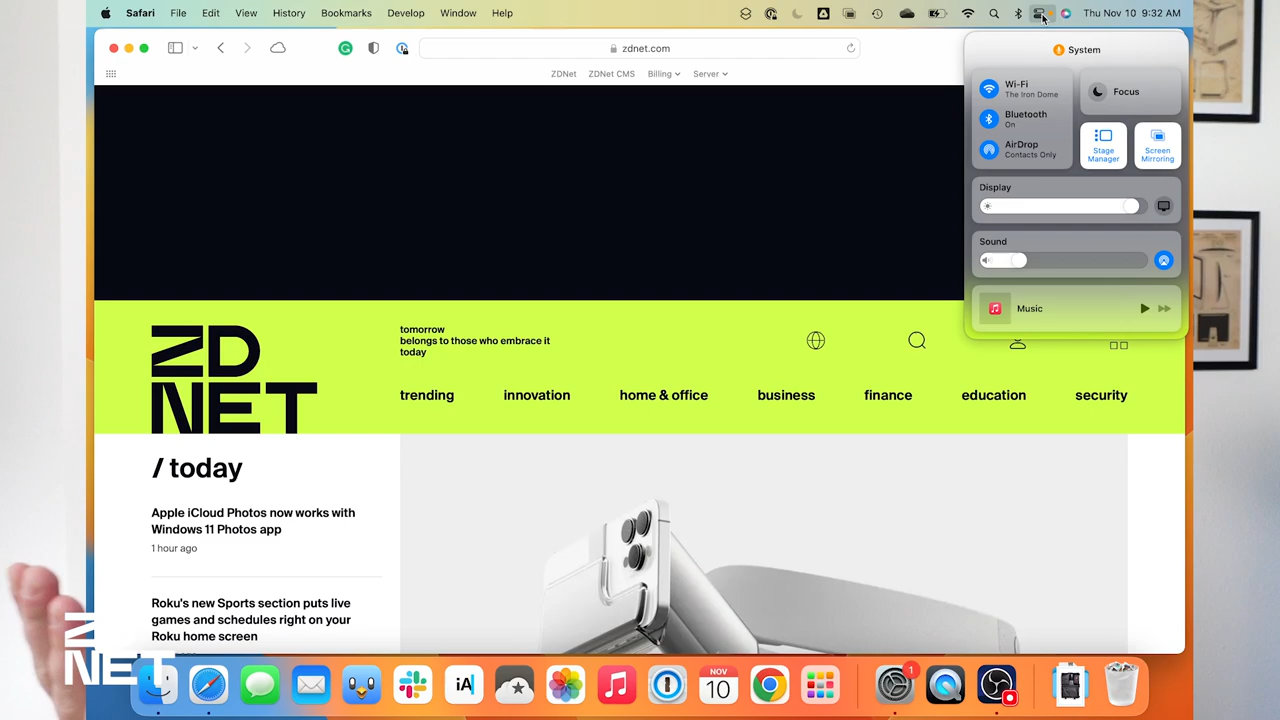 Safari File Edit View History Bookmarks Develop Window Help
Thu Nov 10 9:32 AM
zdnet.com
ZDNet ZDNet CMS Billing Server
System
Wi-Fi
The Iron Dome
Bluetooth
On
AirDrop
Contacts Only
Focus
Stage
Manager
Screen
Mirroring
Display
Sound
Music
ZD
NET
tomorrow
belongs to those who embrace it
today
trending innovation home & office business finance education security
/ today
Apple iCloud Photos now works with
Windows 11 Photos app
1 hour ago
Roku's new Sports section puts live
games and schedules right on your
Roku home screen
ZD
NET
iA
NOV
10
1